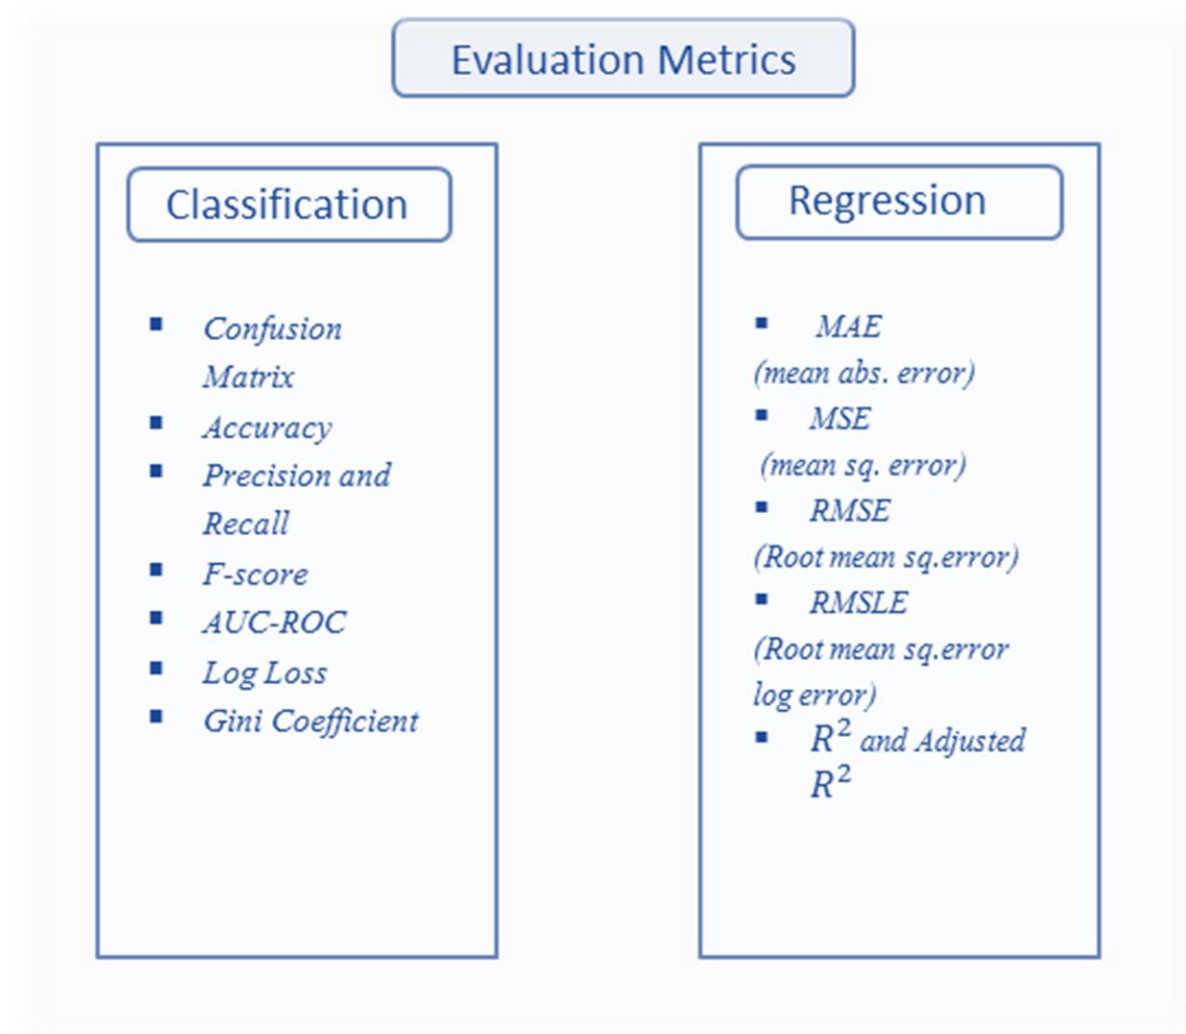 Evaluation Metrics
Classification
▪ Confusion
Matrix
▪ Accuracy
▪ Precision and
Recall
▪ F-score
▪ AUC-ROC
▪ Log Loss
▪ Gini Coefficient
Regression
▪ MAE
(mean abs. error)
▪ MSE
(mean sq. error)
▪ RMSE
(Root mean sq.error)
▪ RMSLE
(Root mean sq.error
log error)
▪ R² and Adjusted
R²